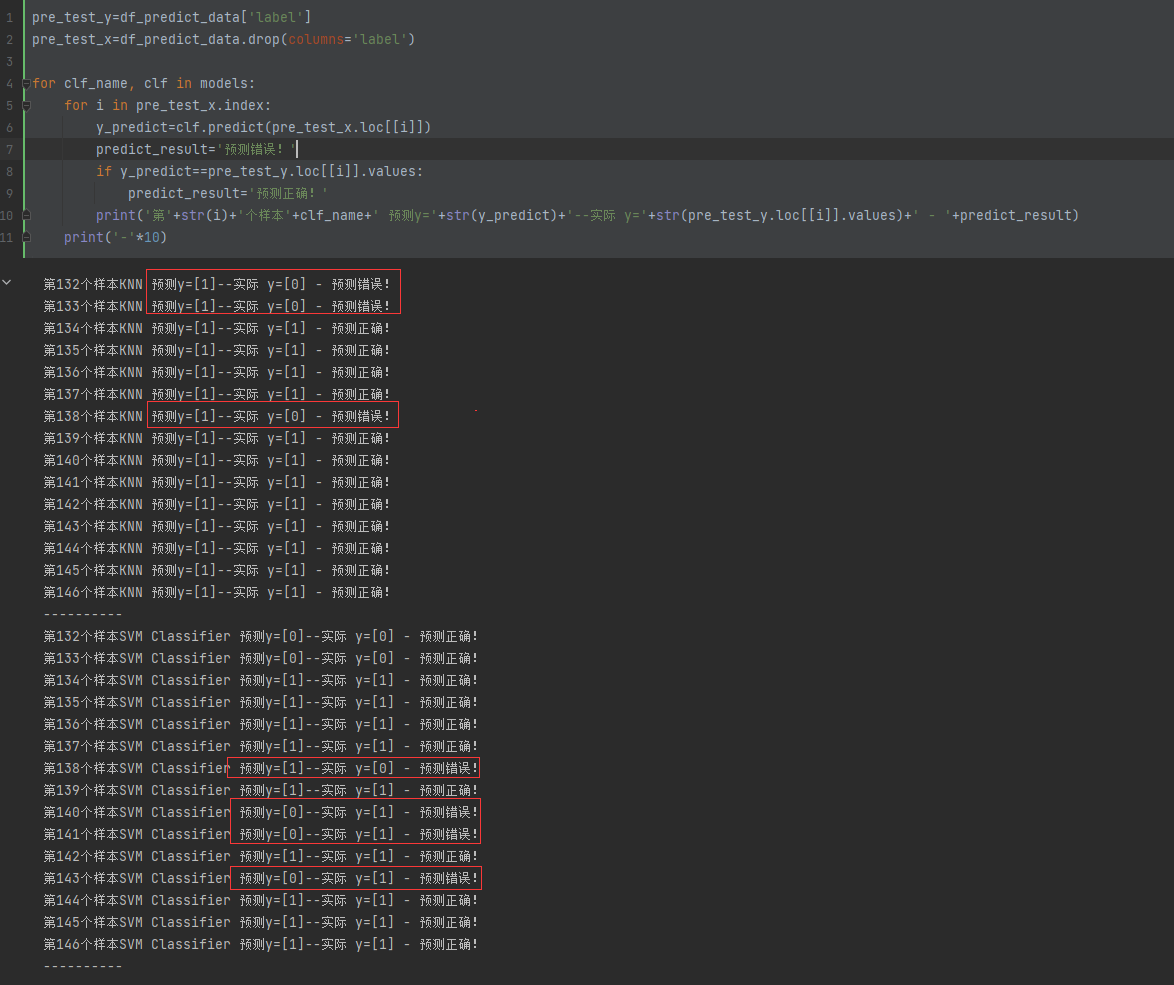 1 pre_test_y=df_predict_data['label']
2 pre_test_x=df_predict_data.drop(columns='label')
3
4 for clf_name, clf in models:
5 for i in pre_test_x.index:
6 y_predict=clf.predict(pre_test_x.loc[[i]])
7 predict_result='预测错误！'
8 if y_predict==pre_test_y.loc[[i]].values:
9 predict_result='预测正确！'
10 print('第'+str(i)+'个样本'+clf_name+' 预测y='+str(y_predict)+'--实际 y='+str(pre_test_y.loc[[i]].values)+' - '+predict_result)
11 print('-'*10)
第132个样本KNN 预测y=[1]--实际 y=[0] - 预测错误！
第133个样本KNN 预测y=[1]--实际 y=[0] - 预测错误！
第134个样本KNN 预测y=[1]--实际 y=[1] - 预测正确！
第135个样本KNN 预测y=[1]--实际 y=[1] - 预测正确！
第136个样本KNN 预测y=[1]--实际 y=[1] - 预测正确！
第137个样本KNN 预测y=[1]--实际 y=[1] - 预测正确！
第138个样本KNN 预测y=[1]--实际 y=[0] - 预测错误！
第139个样本KNN 预测y=[1]--实际 y=[1] - 预测正确！
第140个样本KNN 预测y=[1]--实际 y=[1] - 预测正确！
第141个样本KNN 预测y=[1]--实际 y=[1] - 预测正确！
第142个样本KNN 预测y=[1]--实际 y=[1] - 预测正确！
第143个样本KNN 预测y=[1]--实际 y=[1] - 预测正确！
第144个样本KNN 预测y=[1]--实际 y=[1] - 预测正确！
第145个样本KNN 预测y=[1]--实际 y=[1] - 预测正确！
第146个样本KNN 预测y=[1]--实际 y=[1] - 预测正确！
----------
第132个样本SVM Classifier 预测y=[0]--实际 y=[0] - 预测正确！
第133个样本SVM Classifier 预测y=[0]--实际 y=[0] - 预测正确！
第134个样本SVM Classifier 预测y=[1]--实际 y=[1] - 预测正确！
第135个样本SVM Classifier 预测y=[1]--实际 y=[1] - 预测正确！
第136个样本SVM Classifier 预测y=[1]--实际 y=[1] - 预测正确！
第137个样本SVM Classifier 预测y=[1]--实际 y=[1] - 预测正确！
第138个样本SVM Classifier 预测y=[1]--实际 y=[0] - 预测错误！
第139个样本SVM Classifier 预测y=[1]--实际 y=[1] - 预测正确！
第140个样本SVM Classifier 预测y=[0]--实际 y=[1] - 预测错误！
第141个样本SVM Classifier 预测y=[0]--实际 y=[1] - 预测错误！
第142个样本SVM Classifier 预测y=[1]--实际 y=[1] - 预测正确！
第143个样本SVM Classifier 预测y=[0]--实际 y=[1] - 预测错误！
第144个样本SVM Classifier 预测y=[1]--实际 y=[1] - 预测正确！
第145个样本SVM Classifier 预测y=[1]--实际 y=[1] - 预测正确！
第146个样本SVM Classifier 预测y=[1]--实际 y=[1] - 预测正确！
----------